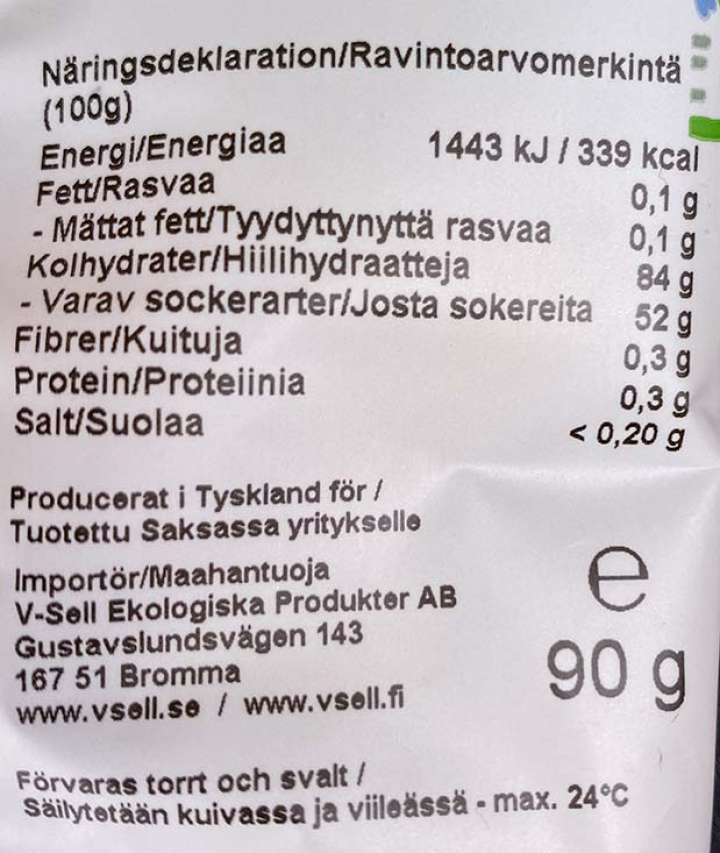 Näringsdeklaration/Ravintoarvomerkintä
(100g)
Energi/Energiaa 1443 kJ / 339 kcal
Fett/Rasvaa 0,1 g
- Mättat fett/Tyydyttynyttä rasvaa 0,1 g
Kolhydrater/Hiilihydraatteja 84 g
- Varav sockerarter/Josta sokereita 52 g
Fibrer/Kuituja 0,3 g
Protein/Proteiinia 0,3 g
Salt/Suolaa < 0,20 g
Producerat i Tyskland för /
Tuotettu Saksassa yritykselle
Importör/Maahantuoja
V-Sell Ekologiska Produkter AB
Gustavslundsvägen 143
167 51 Bromma
www.vsell.se / www.vsell.fi
e
90 g
Förvaras torrt och svalt /
Säilytetään kuivassa ja viileässä - max. 24°C